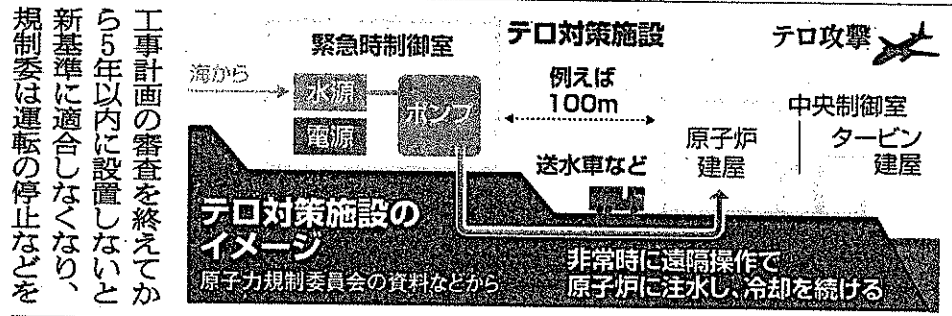 工事計画の審査を終えてか
ら5年以内に設置しないと
新基準に適合しなくなり、
規制委は運転の停止などを
緊急時制御室
テロ対策施設
テロ攻撃
海から
水源
電源
ポンプ
例えば
100m
送水車など
原子炉
建屋
中央制御室
タービン
建屋
テロ対策施設の
イメージ
原子力規制委員会の資料などから
非常時に遠隔操作で
原子炉に注水し、冷却を続ける